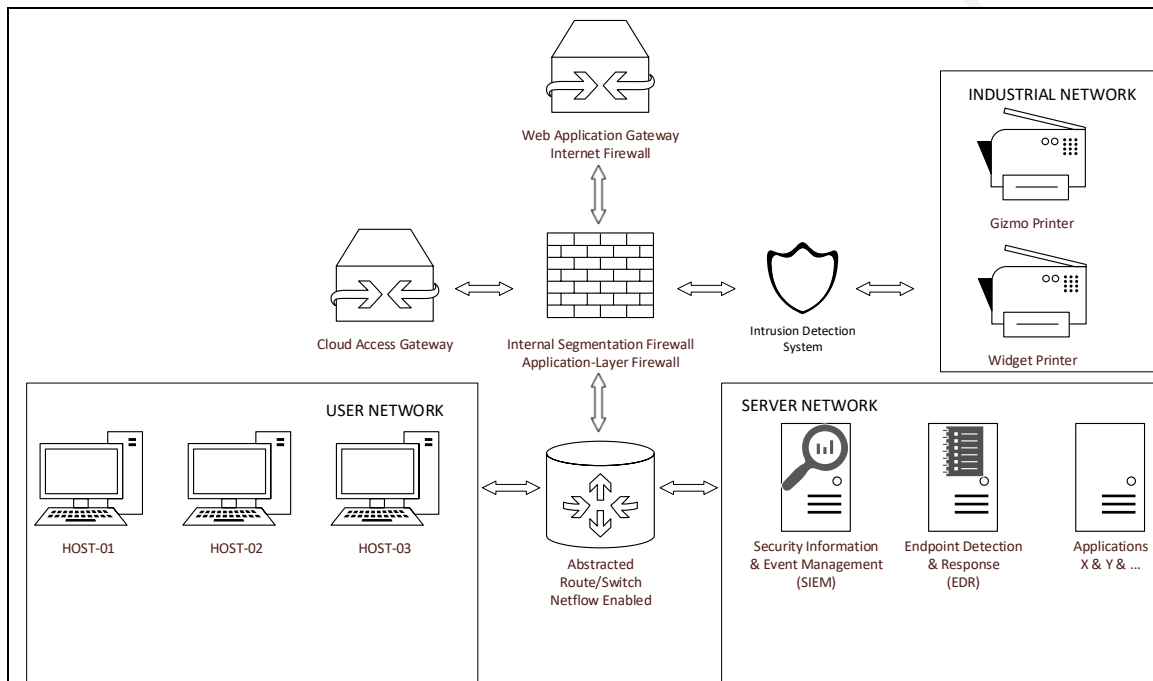 Web Application Gateway
Internet Firewall
INDUSTRIAL NETWORK
Gizmo Printer
Widget Printer
Cloud Access Gateway
Internal Segmentation Firewall
Application-Layer Firewall
Intrusion Detection
System
USER NETWORK
HOST-01
HOST-02
HOST-03
Abstracted
Route/Switch
Netflow Enabled
SERVER NETWORK
Security Information
& Event Management
(SIEM)
Endpoint Detection
& Response
(EDR)
Applications
X & Y & ...